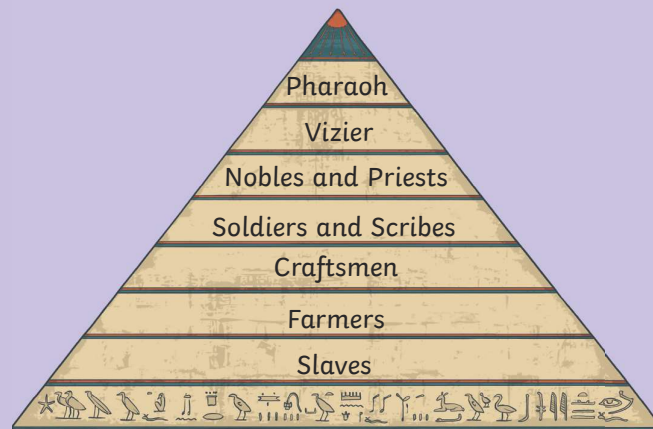 Pharaoh
Vizier
Nobles and Priests
Soldiers and Scribes
Craftsmen
Farmers
Slaves